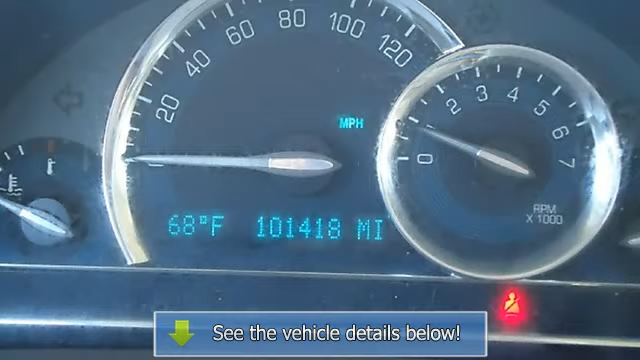 20 40 60 80 100 120
MPH
0 2 3 4 5 6 7
RPM
X 1000
68°F 101418 MI
See the vehicle details below!